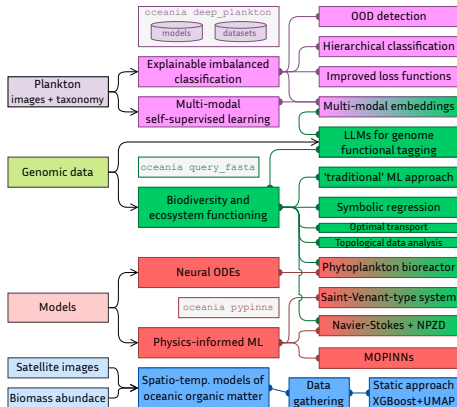 oceania deep_plankton
models
datasets
OOD detection
Hierarchical classification
Plankton
images + taxonomy
Explainable imbalanced
classification
Improved loss functions
Multi-modal
self-supervised learning
Multi-modal embeddings
LLMs for genome
functional tagging
Genomic data
oceania query_fasta
'traditional' ML approach
Biodiversity and
ecosystem functioning
Symbolic regression
Optimal transport
Topological data analysis
Neural ODEs
Phytoplankton bioreactor
Models
oceania pypinns
Saint-Venant-type system
Physics-informed ML
Navier-Stokes + NPZD
MOPINNs
Satellite images
Biomass abundace
Spatio-temp. models of
oceanic organic matter
Data
gathering
Static approach
XGBoost+UMAP